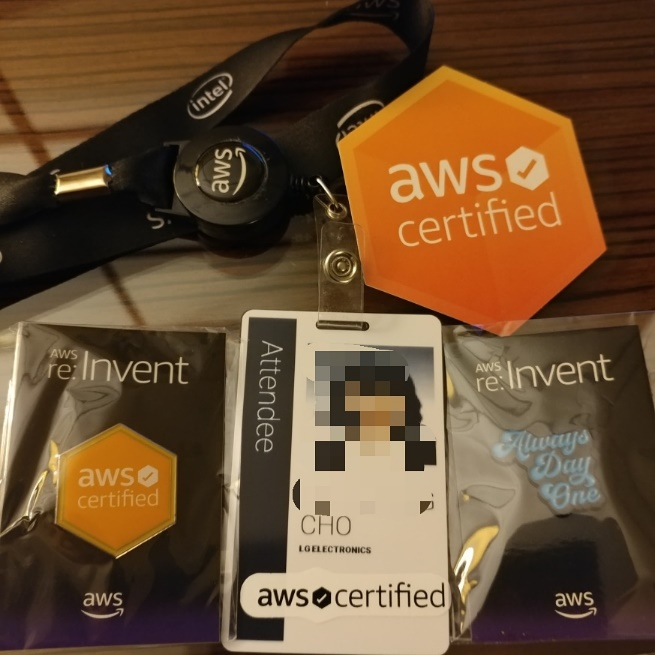 intel
aws
aws
certified
AWS
re:Invent
aws
certified
aws
Attendee
CHO
LG ELECTRONICS
aws certified
AWS
re:Invent
Always
Day
One
aws